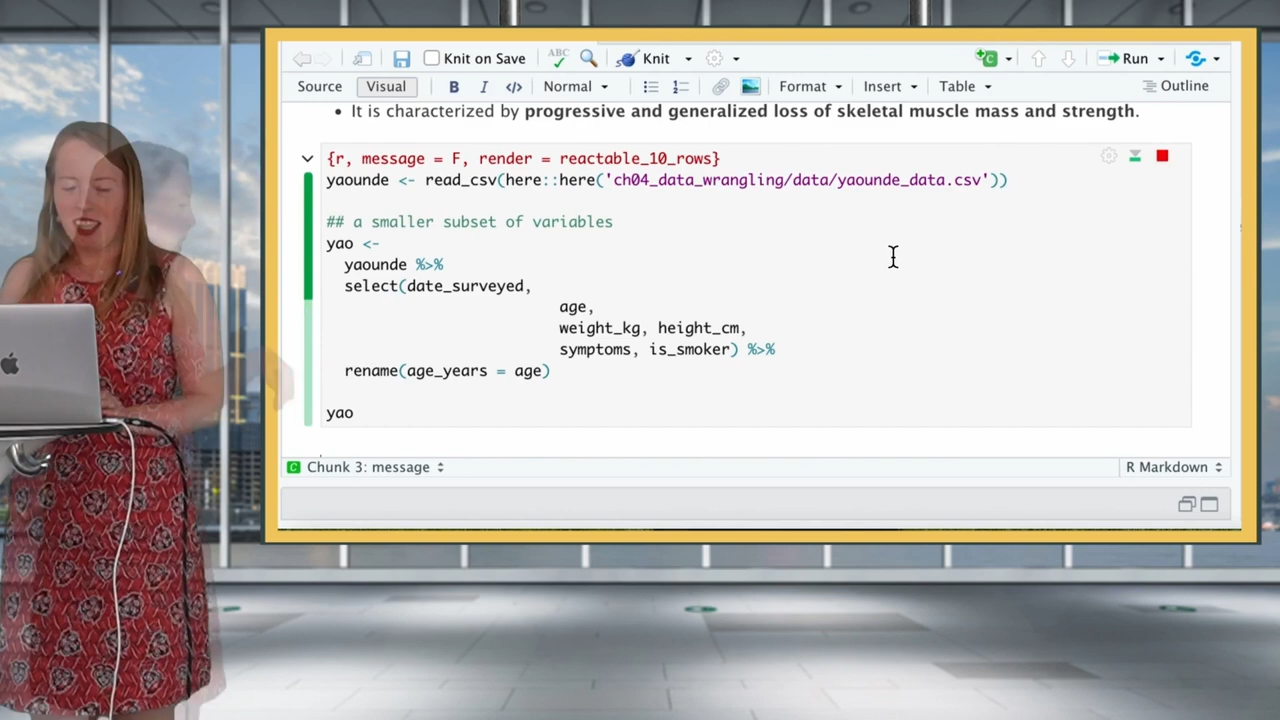 Knit on Save
ABC
Knit
Run
Source
Visual
B
I
</>
Normal
Format
Insert
Table
Outline
• It is characterized by progressive and generalized loss of skeletal muscle mass and strength.
{r, message = F, render = reactable_10_rows}
yaounde <- read_csv(here::here('ch04_data_wrangling/data/yaounde_data.csv'))
## a smaller subset of variables
yao <-
yaounde %>%
select(date_surveyed,
age,
weight_kg, height_cm,
symptoms, is_smoker) %>%
rename(age_years = age)
yao
C Chunk 3: message
R Markdown